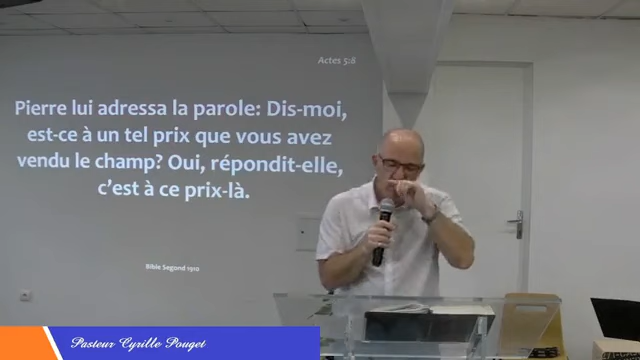 Actes 5:8
Pierre lui adressa la parole: Dis-moi,
est-ce à un tel prix que vous avez
vendu le champ? Oui, répondit-elle,
c'est à ce prix-là.
Bible Segond 1910
Pasteur Cyrille Pouget